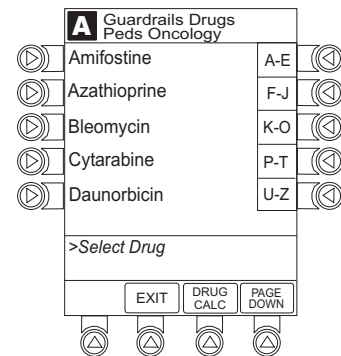 A Guardrails Drugs
Peds Oncology
Amifostine A-E
Azathioprine F-J
Bleomycin K-O
Cytarabine P-T
Daunorbicin U-Z
>Select Drug
EXIT DRUG CALC PAGE DOWN